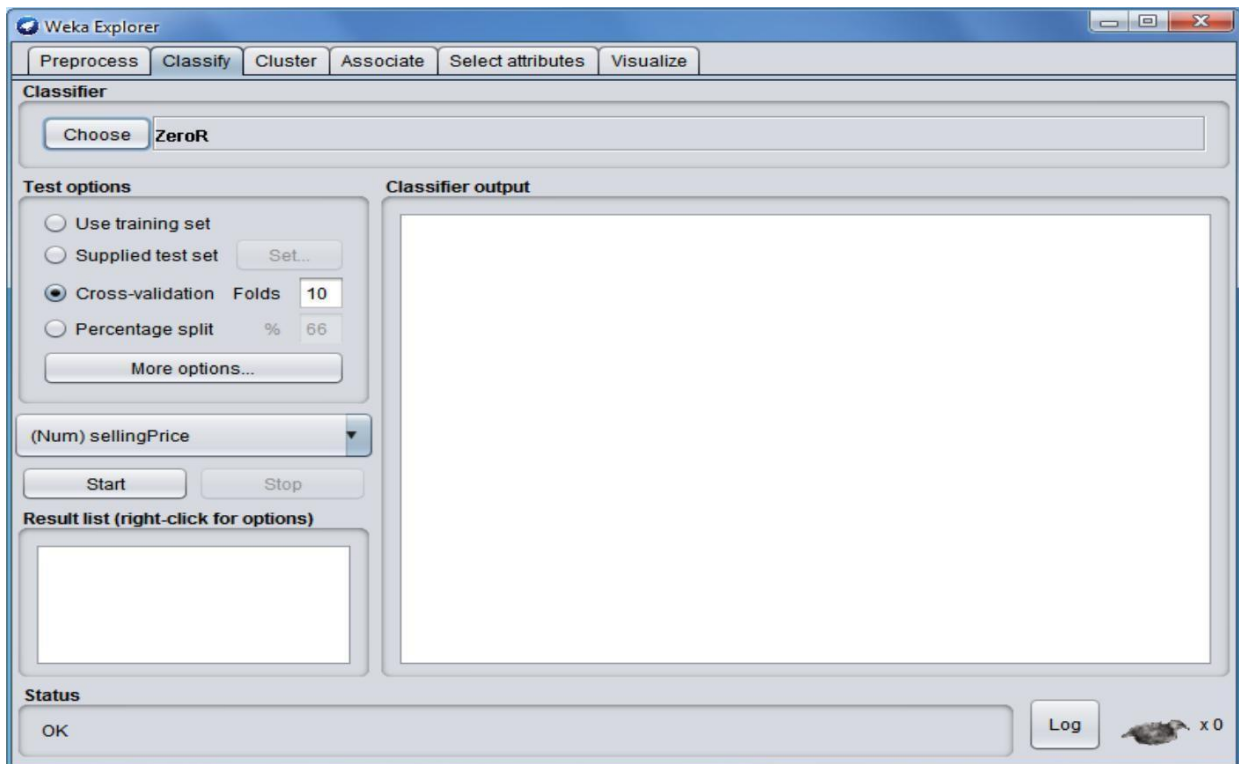 Weka Explorer
Preprocess Classify Cluster Associate Select attributes Visualize
Classifier
Choose ZeroR
Test options
Use training set
Supplied test set Set...
Cross-validation Folds 10
Percentage split % 66
More options...
(Num) sellingPrice
Start Stop
Result list (right-click for options)
Classifier output
Status
OK
Log x 0